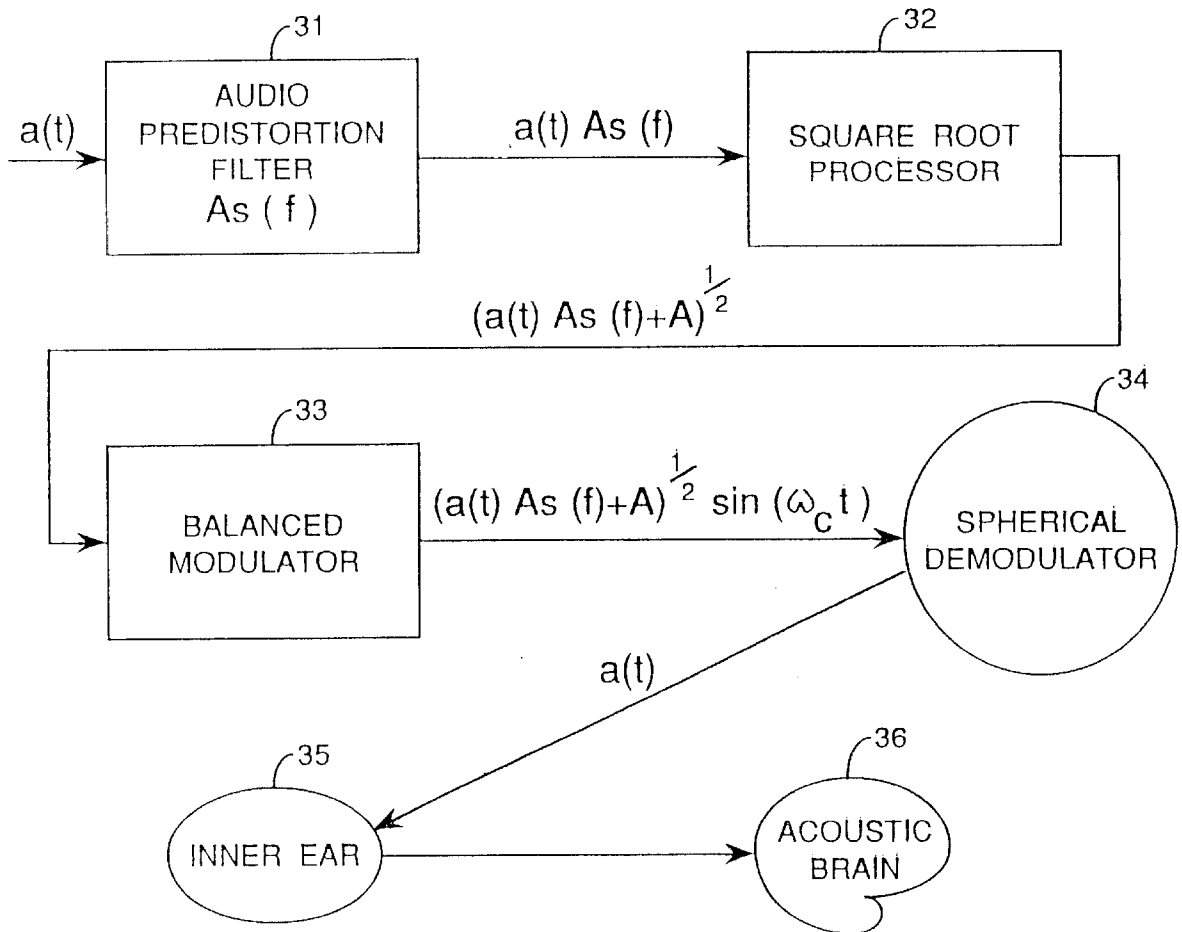 31
AUDIO
PREDISTORTION
FILTER
As ( f )
a(t)
a(t) As (f)
32
SQUARE ROOT
PROCESSOR
(a(t) As (f)+A)^1/2
33
BALANCED
MODULATOR
(a(t) As (f)+A)^1/2 sin (ω_c t)
34
SPHERICAL
DEMODULATOR
a(t)
35
INNER EAR
36
ACOUSTIC
BRAIN